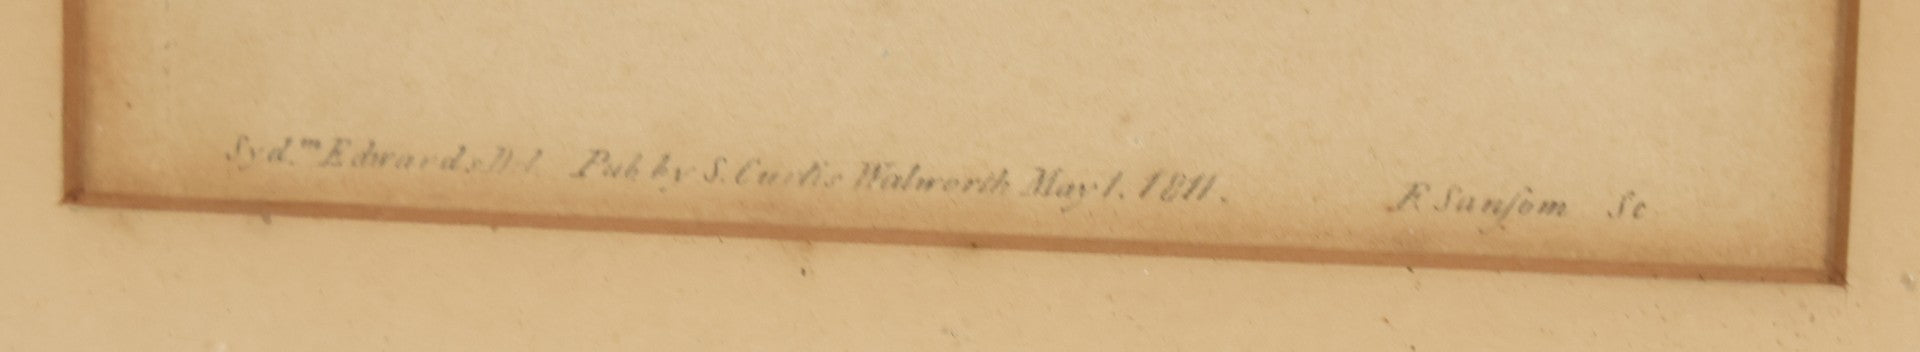 Syd.m Edwards Del Pub by S. Curtis Walworth May 1. 1811. F Sansom Sc